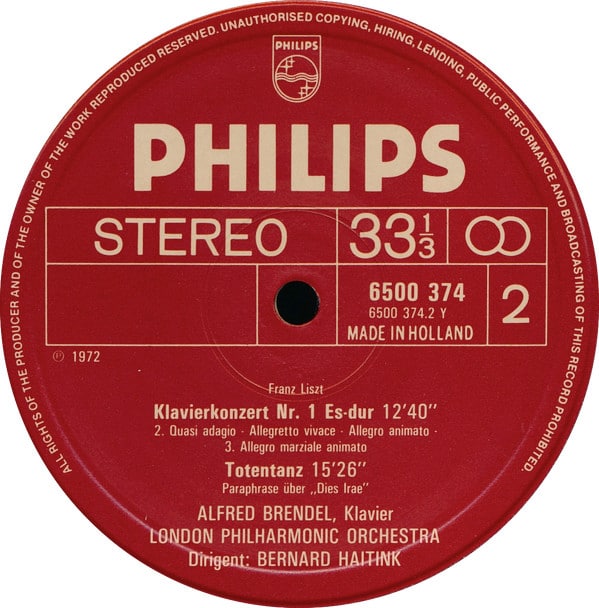 ALL RIGHTS OF THE PRODUCER AND OF THE OWNER OF THE WORK REPRODUCED RESERVED. UNAUTHORISED COPYING, HIRING, LENDING, PUBLIC PERFORMANCE AND BROADCASTING OF THIS RECORD PROHIBITED
PHILIPS
PHILIPS
STEREO 33 1/3
6500 374 2
6500 374.2 Y
MADE IN HOLLAND
℗ 1972
Franz Liszt
Klavierkonzert Nr. 1 Es-dur 12'40"
2. Quasi adagio - Allegretto vivace - Allegro animato -
3. Allegro marziale animato
Totentanz 15'26"
Paraphrase über „Dies Irae"
ALFRED BRENDEL, Klavier
LONDON PHILHARMONIC ORCHESTRA
Dirigent: BERNARD HAITINK